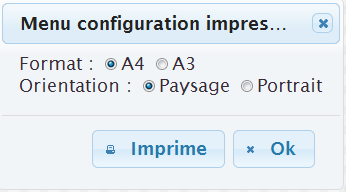 Menu configuration impres...
Format : A4 A3
Orientation : Paysage Portrait
Imprime Ok